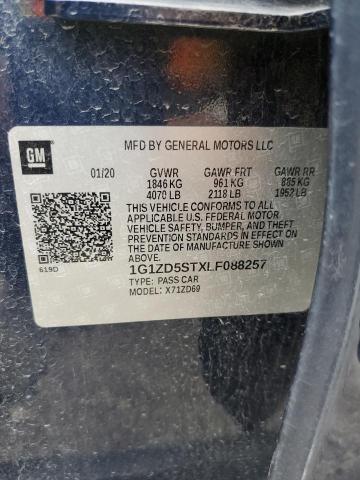 GM
MFD BY GENERAL MOTORS LLC
01/20 GVWR GAWR FRT GAWR RR
1846 KG 961 KG 885 KG
4070 LB 2118 LB 1952 LB
THIS VEHICLE CONFORMS TO ALL
APPLICABLE U.S. FEDERAL MOTOR
VEHICLE SAFETY, BUMPER, AND THEFT
PREVENTION STANDARDS IN EFFECT ON
THE DATE OF MANUFACTURE SHOWN
ABOVE.
619D
1G1ZD5STXLF088257
TYPE: PASS CAR
MODEL: X71ZD69